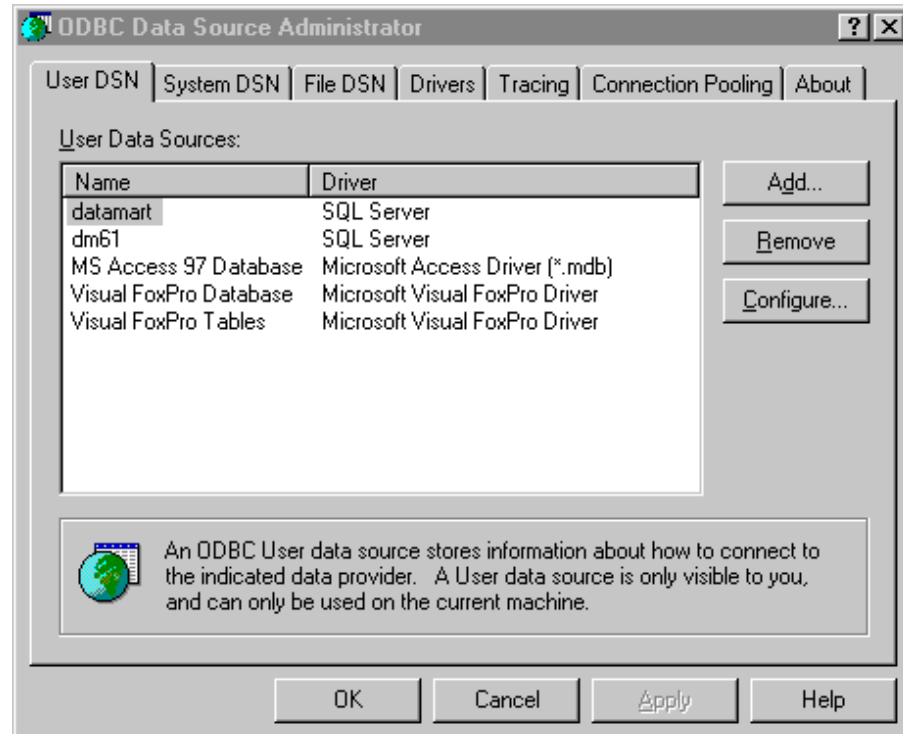 ODBC Data Source Administrator
User DSN System DSN File DSN Drivers Tracing Connection Pooling About
User Data Sources:
Name Driver
datamart SQL Server
dm61 SQL Server
MS Access 97 Database Microsoft Access Driver (*.mdb)
Visual FoxPro Database Microsoft Visual FoxPro Driver
Visual FoxPro Tables Microsoft Visual FoxPro Driver
Add...
Remove
Configure...
An ODBC User data source stores information about how to connect to
the indicated data provider. A User data source is only visible to you,
and can only be used on the current machine.
OK Cancel Apply Help